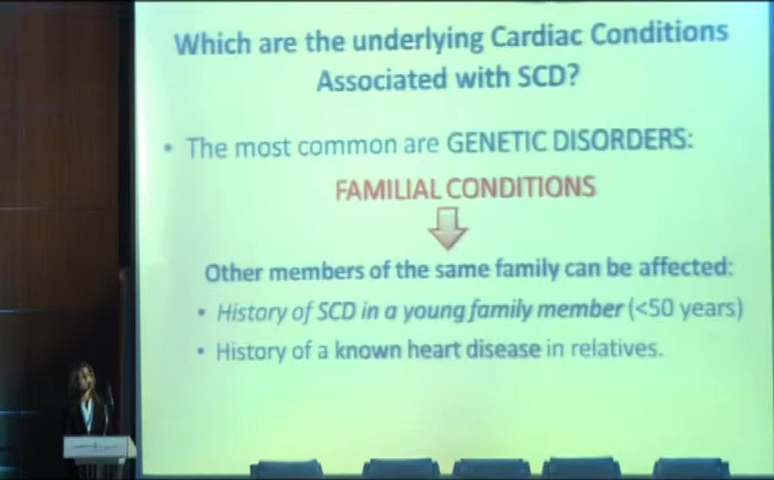 Which are the underlying Cardiac Conditions
Associated with SCD?
• The most common are GENETIC DISORDERS:
FAMILIAL CONDITIONS
Other members of the same family can be affected:
• History of SCD in a young family member (<50 years)
• History of a known heart disease in relatives.